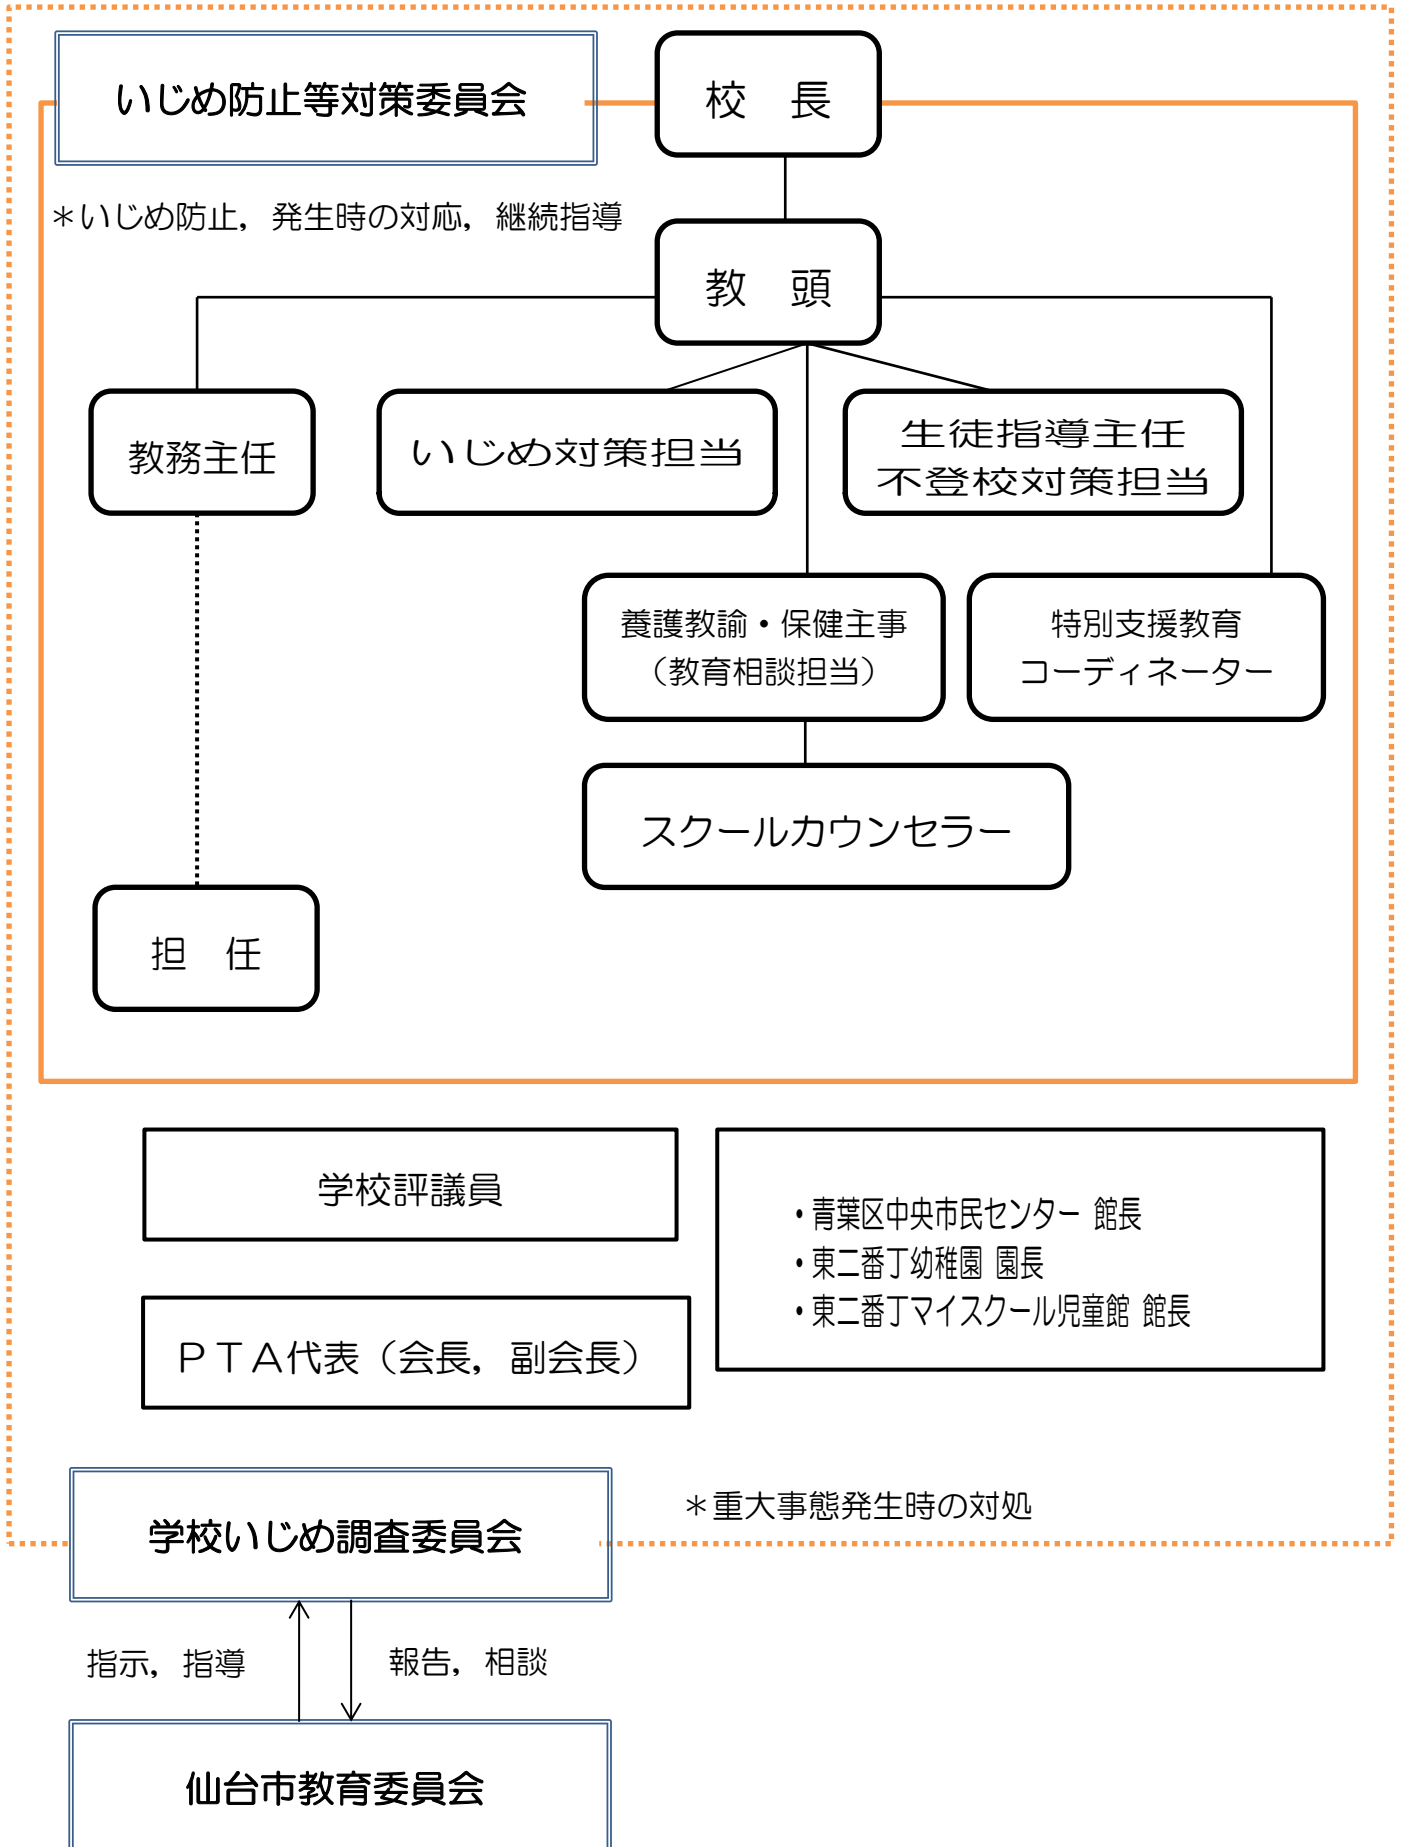 いじめ防止等対策委員会
校　長
＊いじめ防止，発生時の対応，継続指導
教　頭
教務主任
いじめ対策担当
生徒指導主任
不登校対策担当
養護教諭・保健主事
（教育相談担当）
特別支援教育
コーディネーター
スクールカウンセラー
担　任
学校評議員
・青葉区中央市民センター 館長
・東二番丁幼稚園 園長
・東二番丁マイスクール児童館 館長
ＰＴＡ代表（会長，副会長）
＊重大事態発生時の対処
学校いじめ調査委員会
指示，指導
報告，相談
仙台市教育委員会